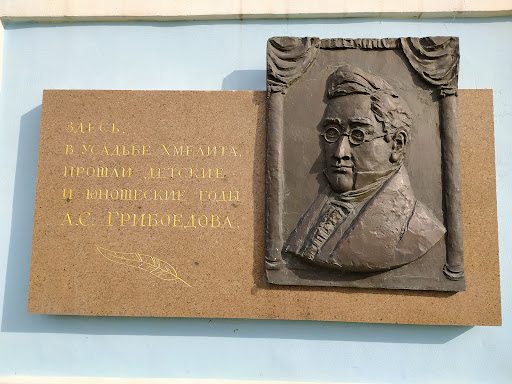 ЗДЕСЬ,
В УСАДЬБЕ ХМЕЛИТА,
ПРОШЛИ ДЕТСКИЕ
И ЮНОШЕСКИЕ ГОДЫ
А.С. ГРИБОЕДОВА.